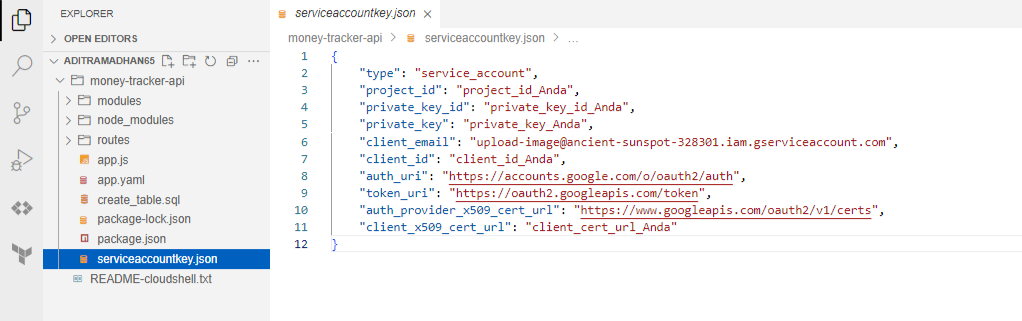 EXPLORER
OPEN EDITORS
ADITRAMADHAN65
money-tracker-api
modules
node_modules
routes
app.js
app.yaml
create_table.sql
package-lock.json
package.json
serviceaccountkey.json
README-cloudshell.txt
serviceaccountkey.json
money-tracker-api > serviceaccountkey.json > ...
1 {
2 "type": "service_account",
3 "project_id": "project_id_Anda",
4 "private_key_id": "private_key_id_Anda",
5 "private_key": "private_key_Anda",
6 "client_email": "upload-image@ancient-sunspot-328301.iam.gserviceaccount.com",
7 "client_id": "client_id_Anda",
8 "auth_uri": "https://accounts.google.com/o/oauth2/auth",
9 "token_uri": "https://oauth2.googleapis.com/token",
10 "auth_provider_x509_cert_url": "https://www.googleapis.com/oauth2/v1/certs",
11 "client_x509_cert_url": "client_cert_url_Anda"
12 }